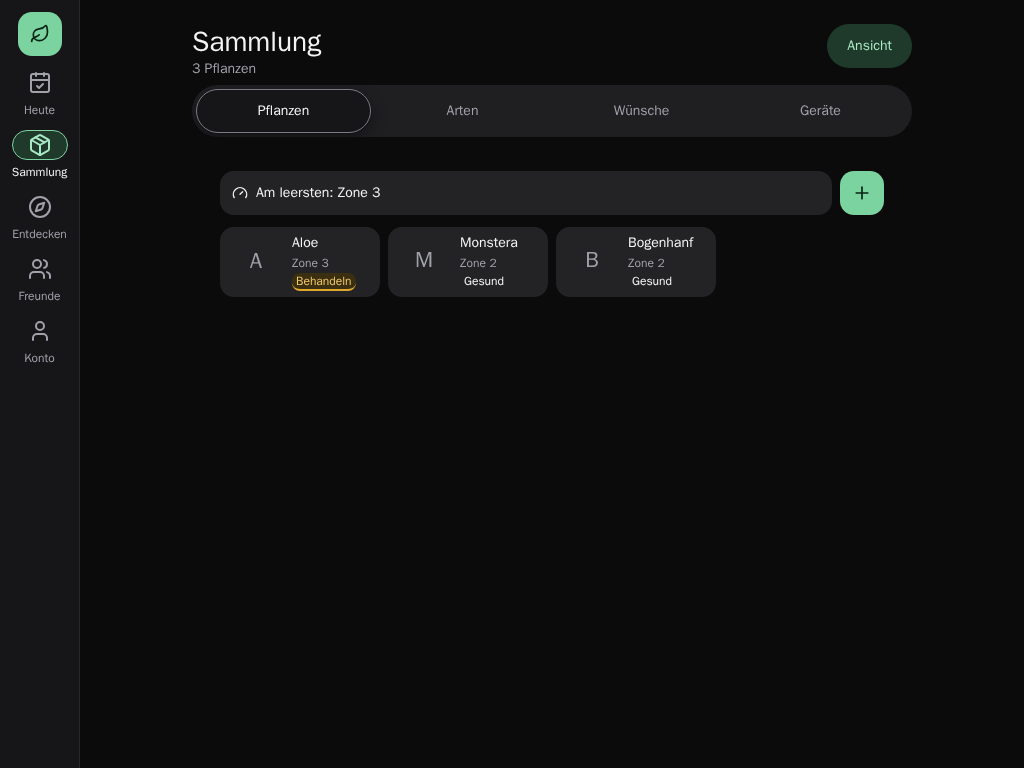 Heute
Sammlung
Entdecken
Freunde
Konto
Sammlung
3 Pflanzen
Ansicht
Pflanzen
Arten
Wünsche
Geräte
Am leersten: Zone 3
A
Aloe
Zone 3
Behandeln
M
Monstera
Zone 2
Gesund
B
Bogenhanf
Zone 2
Gesund